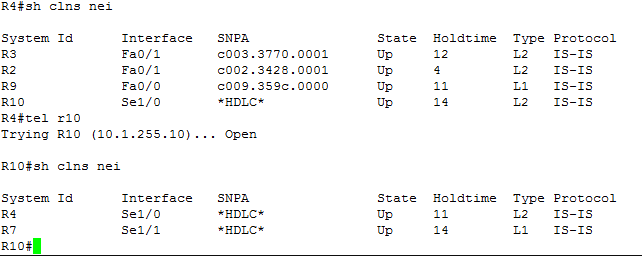 R4#sh clns nei
System Id      Interface   SNPA                State  Holdtime  Type Protocol
R3             Fa0/1       c003.3770.0001      Up     12        L2   IS-IS
R2             Fa0/1       c002.3428.0001      Up     4         L2   IS-IS
R9             Fa0/0       c009.359c.0000      Up     11        L1   IS-IS
R10            Se1/0       *HDLC*              Up     14        L2   IS-IS
R4#tel r10
Trying R10 (10.1.255.10)... Open
R10#sh clns nei
System Id      Interface   SNPA                State  Holdtime  Type Protocol
R4             Se1/0       *HDLC*              Up     11        L2   IS-IS
R7             Se1/1       *HDLC*              Up     14        L1   IS-IS
R10#